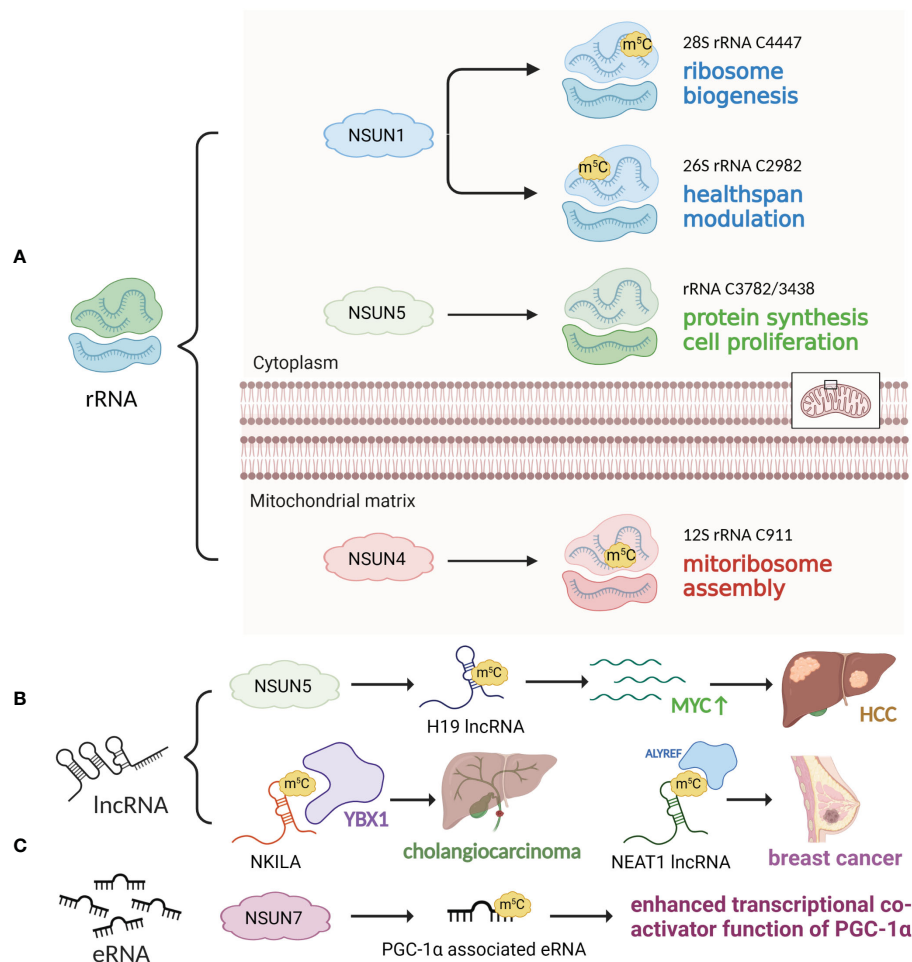 A
rRNA
NSUN1
m⁵C
28S rRNA C4447
ribosome
biogenesis
m⁵C
26S rRNA C2982
healthspan
modulation
NSUN5
rRNA C3782/3438
protein synthesis
cell proliferation
Cytoplasm
Mitochondrial matrix
NSUN4
m⁵C
12S rRNA C911
mitoribosome
assembly
B
lncRNA
NSUN5
m⁵C
H19 lncRNA
MYC↑
HCC
m⁵C
YBX1
NKILA
cholangiocarcinoma
ALYREF
m⁵C
NEAT1 lncRNA
breast cancer
C
eRNA
NSUN7
m⁵C
PGC-1α associated eRNA
enhanced transcriptional co-
activator function of PGC-1α